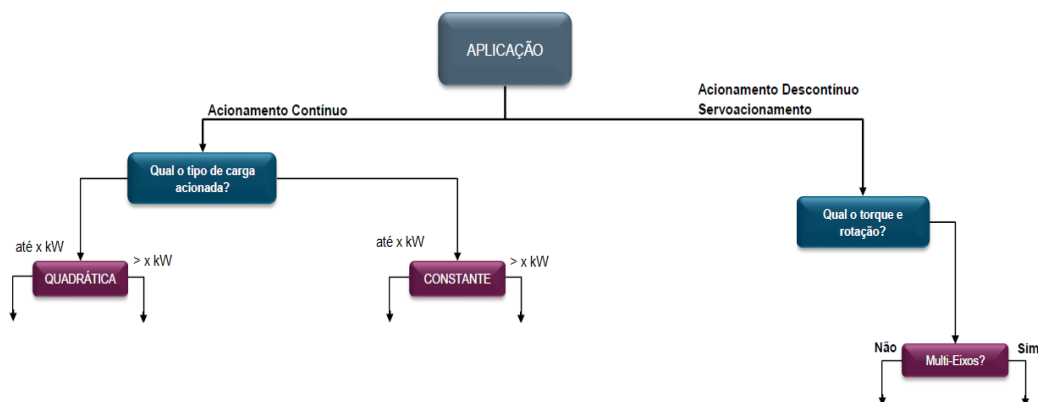 APLICAÇÃO
Acionamento Contínuo
Acionamento Descontínuo
Servoacionamento
Qual o tipo de carga
acionada?
Qual o torque e
rotação?
até x kW
> x kW
QUADRÁTICA
até x kW
> x kW
CONSTANTE
Não
Multi-Eixos?
Sim